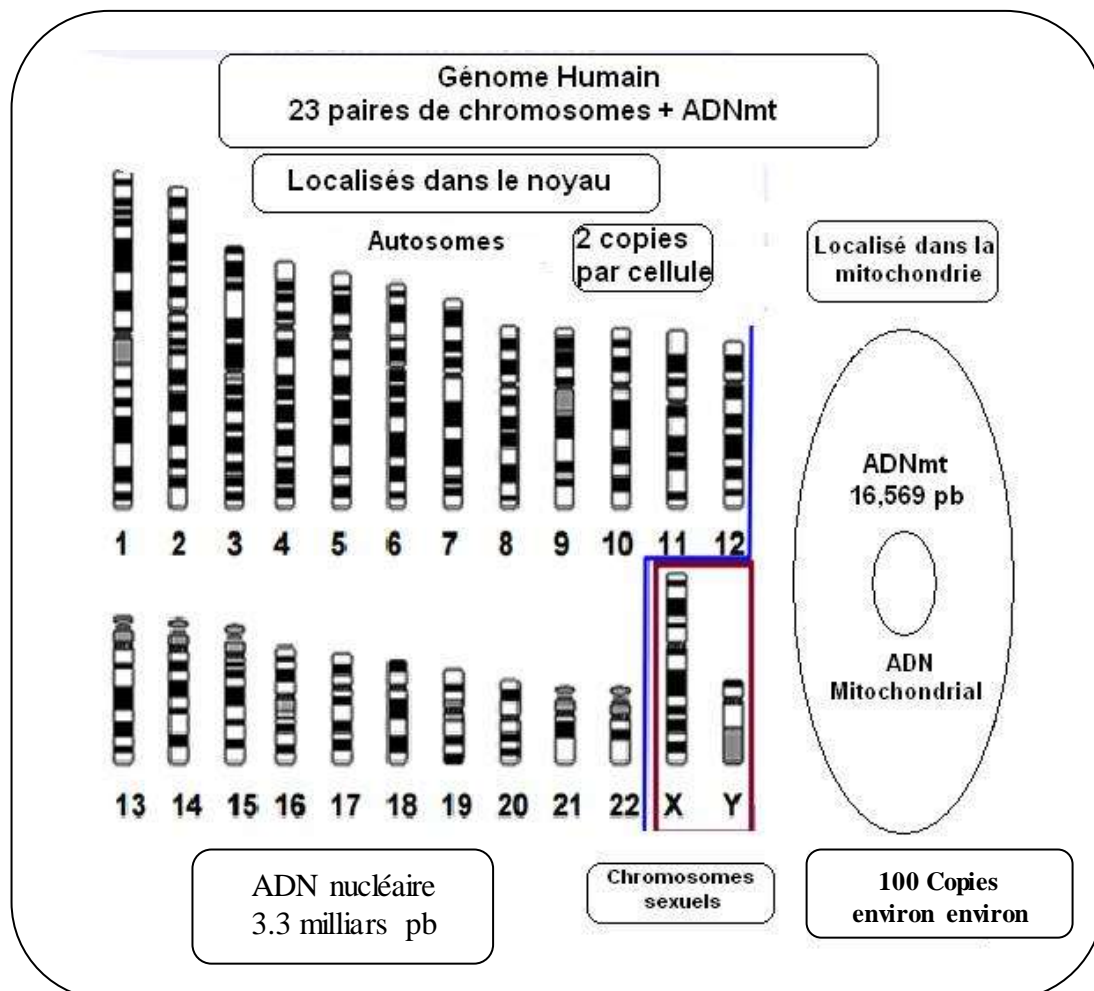 Génome Humain
23 paires de chromosomes + ADNmt
Localisés dans le noyau
Autosomes
2 copies
par cellule
Localisé dans la
mitochondrie
1 2 3 4 5 6 7 8 9 10 11 12
ADNmt
16,569 pb
ADN
Mitochondrial
13 14 15 16 17 18 19 20 21 22 X Y
ADN nucléaire
3.3 milliars pb
Chromosomes
sexuels
100 Copies
environ environ